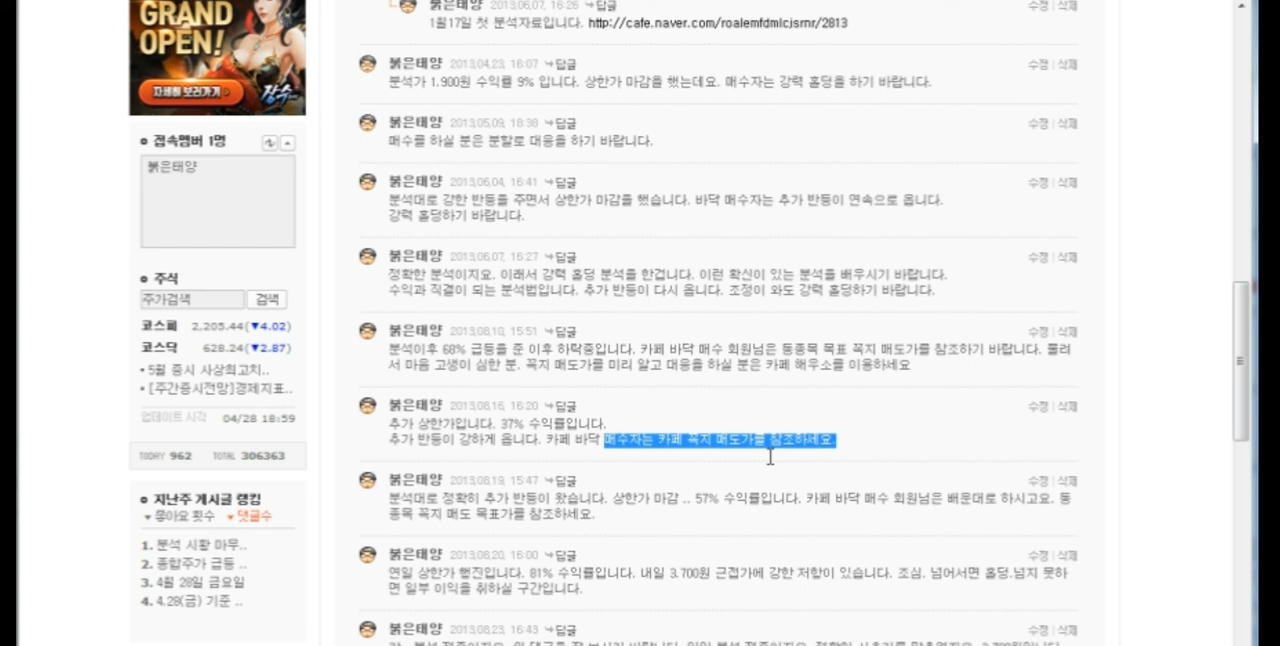 GRAND
OPEN!
자세히 보러가기
장수
접속멤버 1명
붉은태양
주식
주가검색
검색
코스피 2,205.44(▼4.02)
코스닥 628.24(▼2.87)
• 5월 증시 사상최고치..
• [주간증시전망]경제지표..
업데이트 시각 04/28 18:59
TODAY 962 TOTAL 306363
지난주 게시글 랭킹
▾좋아요 횟수 ▾댓글수
1. 분석 시황 마무..
2. 종합주가 급등 ..
3. 4월 28일 금요일
4. 4.28(금) 기준 ..
붉은태양 2013.06.07. 16:26 답글 수정 | 삭제
1월17일 첫 분석자료입니다. http://cafe.naver.com/roalemfdmlcjsrnr/2813
붉은태양 2013.04.23. 16:07 답글 수정 | 삭제
분석가 1.900원 수익률 9% 입니다. 상한가 마감을 했는데요. 매수자는 강력 홀딩을 하기 바랍니다.
붉은태양 2013.05.09. 18:38 답글 수정 | 삭제
매수를 하실 분은 분할로 대응을 하기 바랍니다.
붉은태양 2013.06.04. 16:41 답글 수정 | 삭제
분석대로 강한 반등을 주면서 상한가 마감을 했습니다. 바닥 매수자는 추가 반등이 연속으로 옵니다.
강력 홀딩하기 바랍니다.
붉은태양 2013.06.07. 16:27 답글 수정 | 삭제
정확한 분석이지요. 이래서 강력 홀딩 분석를 한겁니다. 이런 확신이 있는 분석를 배우시기 바랍니다.
수익과 직결이 되는 분석법입니다. 추가 반등이 다시 옵니다. 조정이 와도 강력 홀딩하기 바랍니다.
붉은태양 2013.08.10. 15:51 답글 수정 | 삭제
분석이후 68% 급등를 준 이후 하락중입니다. 카페 바닥 매수 회원님은 동종목 목표 꼭지 매도가를 참조하기 바랍니다. 물려
서 마음 고생이 심한 분. 꼭지 매도가를 미리 알고 대응을 하실 분은 카페 해우소를 이용하세요
붉은태양 2013.08.16. 16:20 답글 수정 | 삭제
추가 상한가입니다. 37% 수익률입니다.
추가 반등이 강하게 옵니다. 카페 바닥 매수자는 카페 꼭지 매도가를 참조하세요.
붉은태양 2013.08.19. 15:47 답글 수정 | 삭제
분석대로 정확히 추가 반등이 왔습니다. 상한가 마감 .. 57% 수익률입니다. 카페 바닥 매수 회원님은 배운대로 하시고요. 동
종목 꼭지 매도 목표가를 참조하세요.
붉은태양 2013.08.20. 16:00 답글 수정 | 삭제
연일 상한가 행진입니다. 81% 수익률입니다. 내일 3.700원 근접가에 강한 저항이 있습니다. 조심. 넘어서면 홀딩.넘지 못하
면 일부 이익을 취하실 구간입니다.
붉은태양 2013.08.23. 16:43 답글 수정 | 삭제